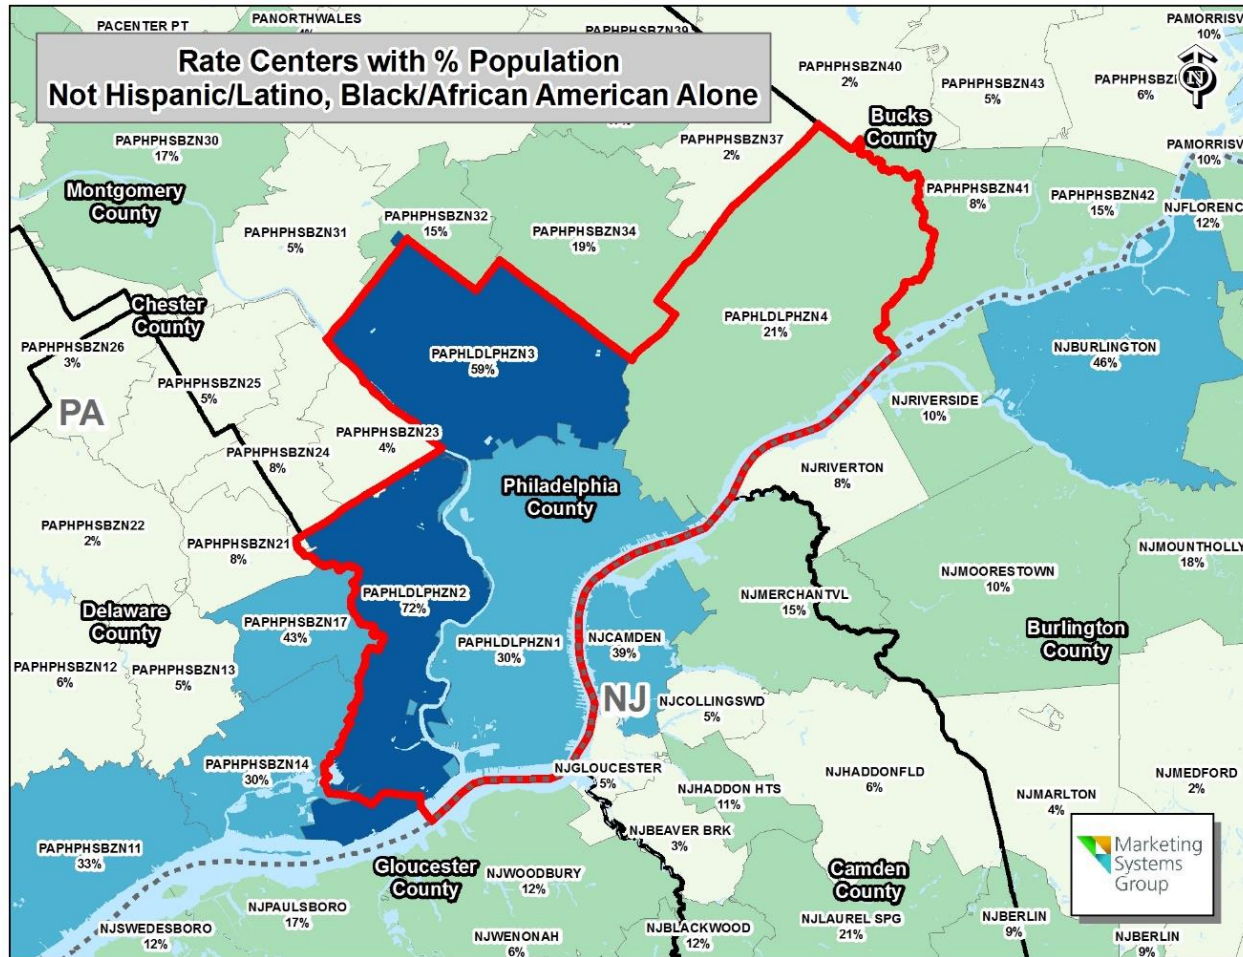 PACENTER PT
PANORTHWALES
Rate Centers with % Population
Not Hispanic/Latino, Black/African American Alone
PAPHPHSBZN39
PAPHPHSBZN40
2%
PAPHPHSBZN43
5%
PAMORRISV
10%
6%
N
Bucks
County
PAPHPHSBZN30
17%
PAPHPHSBZN37
2%
PAMORRISV
10%
Montgomery
County
PAPHPHSBZN31
5%
PAPHPHSBZN32
15%
PAPHPHSBZN34
19%
PAPHPHSBZN41
8%
PAPHPHSBZN42
15%
NJFLORENC
12%
Chester
County
PAPHPHSBZN26
3%
PAPHPHSBZN25
5%
PAPHLDLPHZN3
59%
PAPHLDLPHZN4
21%
NJBURLINGTON
46%
PA
NJRIVERSIDE
10%
PAPHPHSBZN23
4%
PAPHPHSBZN24
8%
NJRIVERTON
8%
Philadelphia
County
PAPHPHSBZN22
2%
PAPHPHSBZN21
8%
NJMOUNTHOLLY
18%
NJMOORESTOWN
10%
PAPHLDLPHZN2
72%
NJMERCHANTVL
15%
Delaware
County
PAPHPHSBZN17
43%
PAPHLDLPHZN1
30%
NJCAMDEN
39%
Burlington
County
PAPHPHSBZN12
6%
PAPHPHSBZN13
5%
NJ
NJCOLLINGSWD
5%
PAPHPHSBZN14
30%
NJGLOUCESTER
5%
NJHADDON HTS
11%
NJHADDONFLD
6%
NJMEDFORD
2%
NJMARLTON
4%
NJBEAVER BRK
3%
PAPHPHSBZN11
33%
Marketing
Systems
Group
Gloucester
County
NJWOODBURY
12%
Camden
County
NJPAULSBORO
17%
NJSWEDESBORO
12%
NJWENONAH
6%
NJBLACKWOOD
12%
NJLAUREL SPG
21%
NJBERLIN
9%
NJBERLIN
9%